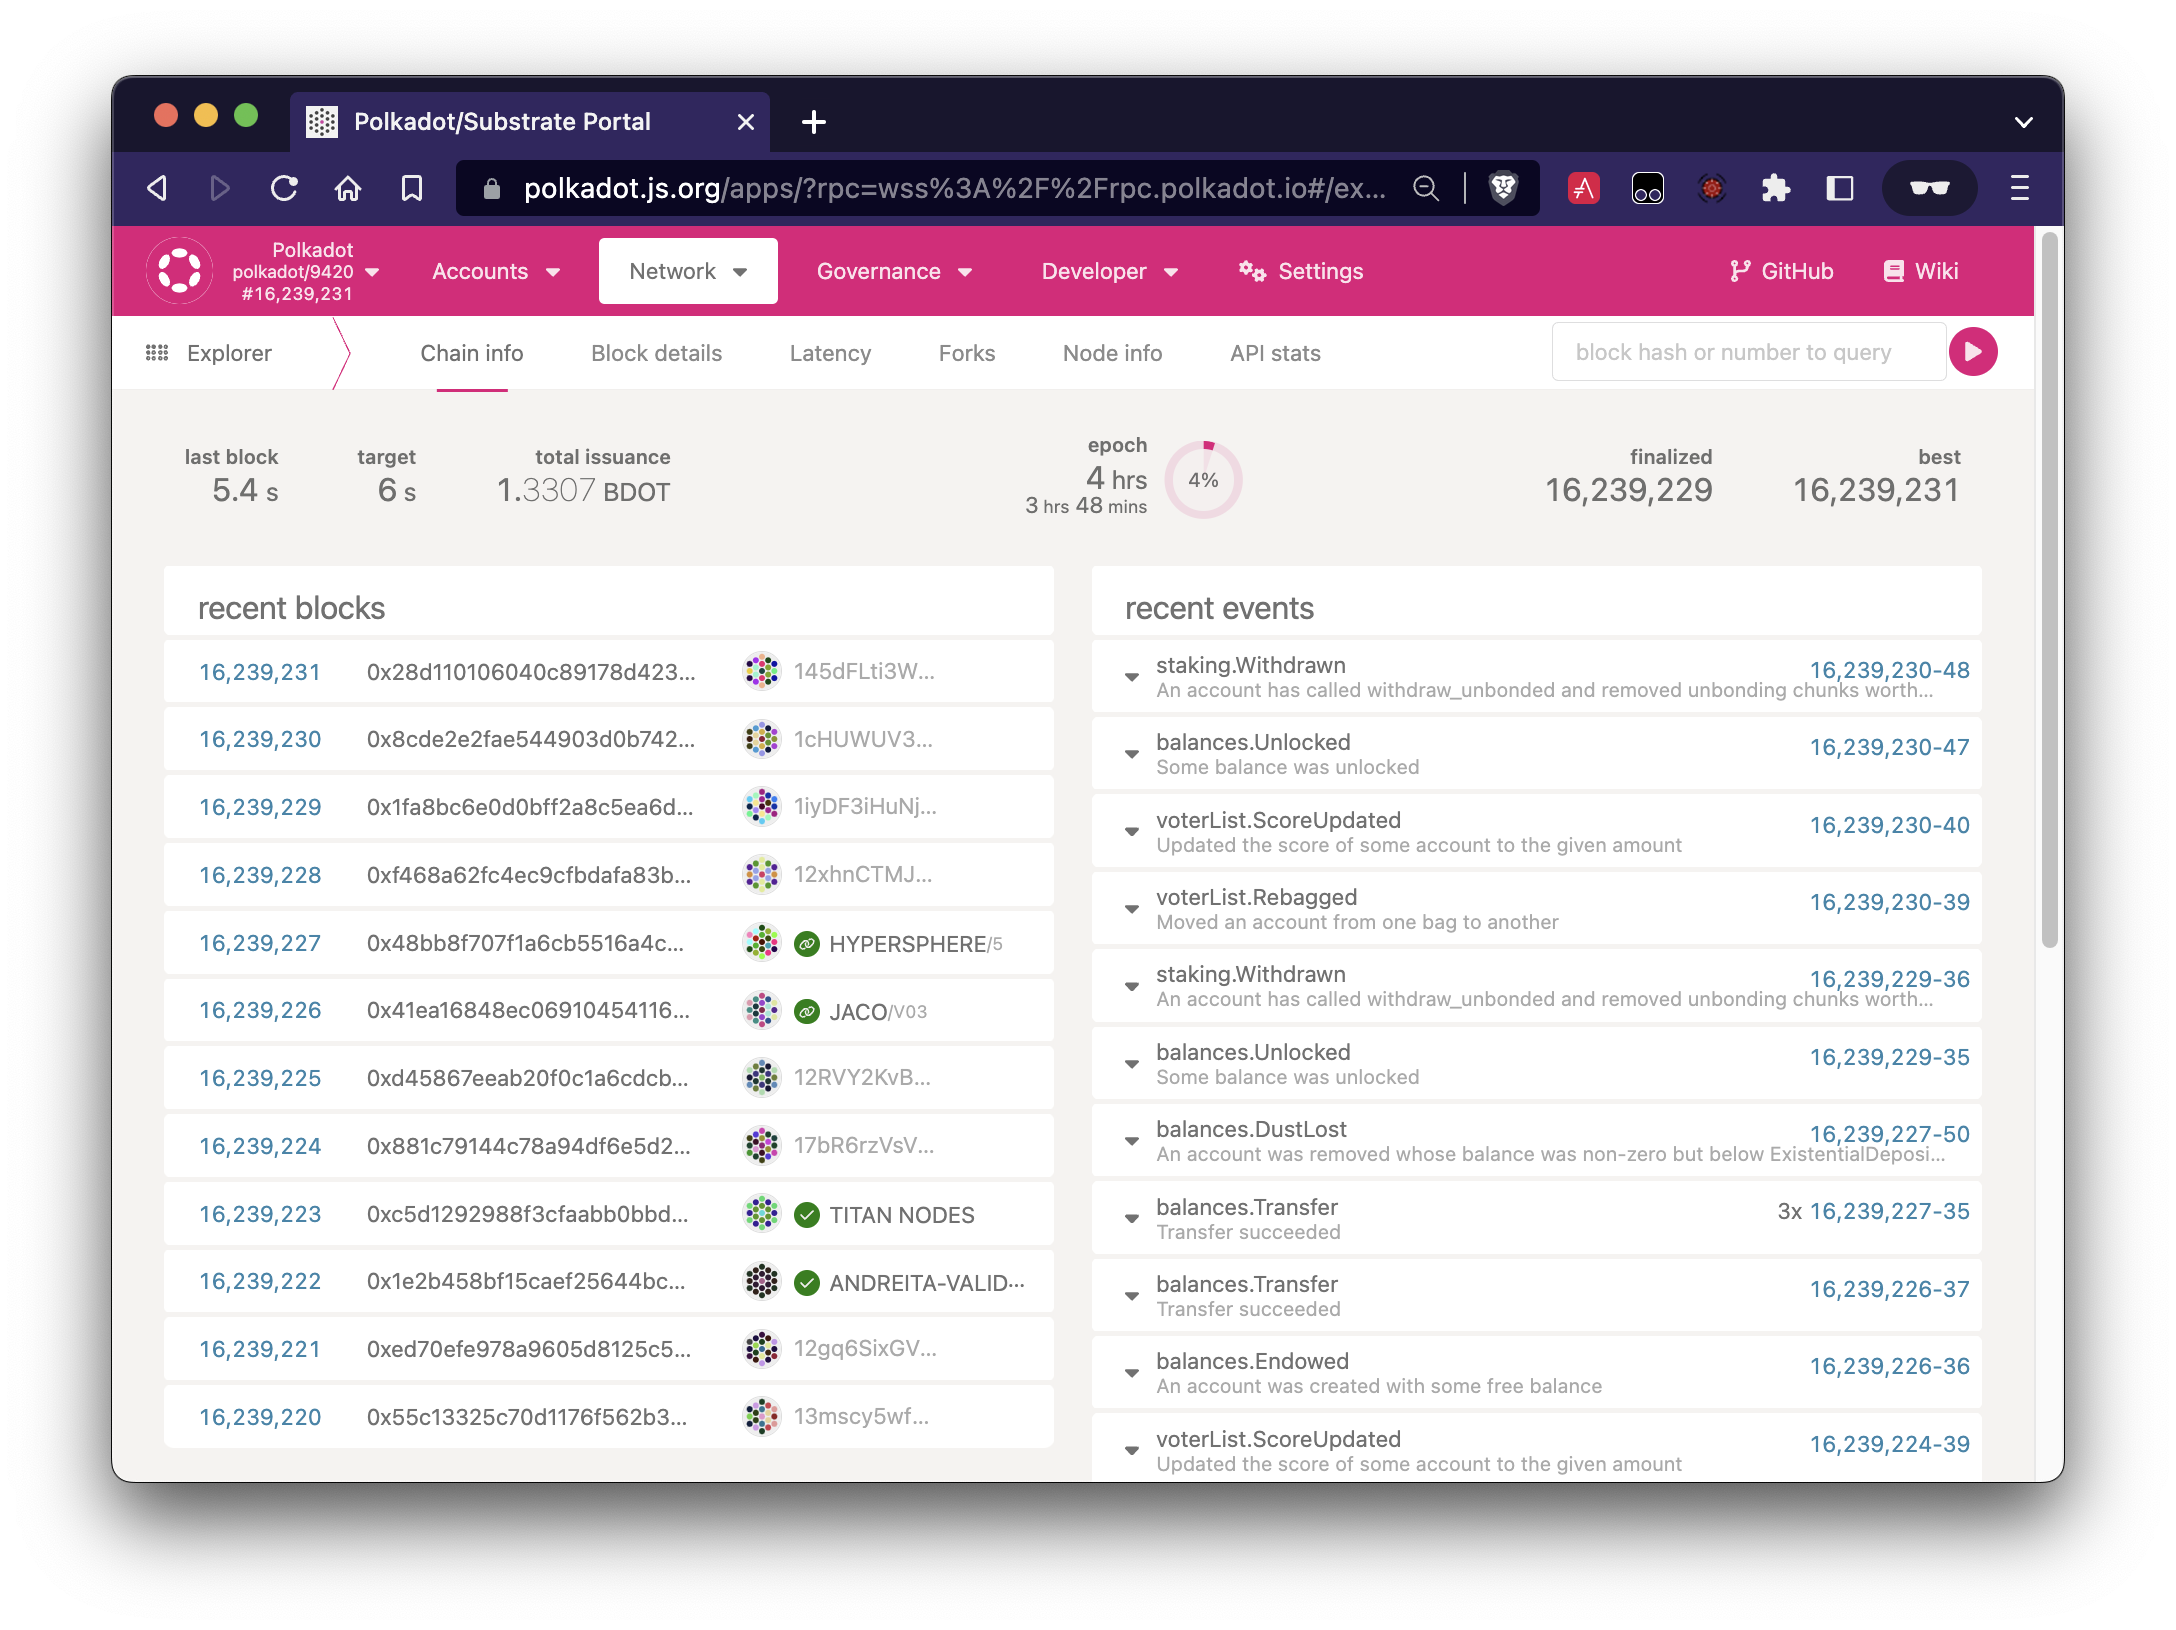 Polkadot/Substrate Portal
polkadot.js.org/apps/?rpc=wss%3A%2F%2Frpc.polkadot.io#/ex...
Polkadot
polkadot/9420
#16,239,231
Accounts
Network
Governance
Developer
Settings
GitHub
Wiki
Explorer
Chain info
Block details
Latency
Forks
Node info
API stats
block hash or number to query
last block
5.4 s
target
6 s
total issuance
1.3307 BDOT
epoch
4 hrs
3 hrs 48 mins
4%
finalized
16,239,229
best
16,239,231
recent blocks
16,239,231 0x28d110106040c89178d423... 145dFLti3W...
16,239,230 0x8cde2e2fae544903d0b742... 1cHUWUV3...
16,239,229 0x1fa8bc6e0d0bff2a8c5ea6d... 1iyDF3iHuNj...
16,239,228 0xf468a62fc4ec9cfbdafa83b... 12xhnCTMJ...
16,239,227 0x48bb8f707f1a6cb5516a4c... HYPERSPHERE/5
16,239,226 0x41ea16848ec06910454116... JACO/V03
16,239,225 0xd45867eeab20f0c1a6cdcb... 12RVY2KvB...
16,239,224 0x881c79144c78a94df6e5d2... 17bR6rzVsV...
16,239,223 0xc5d1292988f3cfaabb0bbd... TITAN NODES
16,239,222 0x1e2b458bf15caef25644bc... ANDREITA-VALID...
16,239,221 0xed70efe978a9605d8125c5... 12gq6SixGV...
16,239,220 0x55c13325c70d1176f562b3... 13mscy5wf...
recent events
staking.Withdrawn 16,239,230-48
An account has called withdraw_unbonded and removed unbonding chunks worth...
balances.Unlocked 16,239,230-47
Some balance was unlocked
voterList.ScoreUpdated 16,239,230-40
Updated the score of some account to the given amount
voterList.Rebagged 16,239,230-39
Moved an account from one bag to another
staking.Withdrawn 16,239,229-36
An account has called withdraw_unbonded and removed unbonding chunks worth...
balances.Unlocked 16,239,229-35
Some balance was unlocked
balances.DustLost 16,239,227-50
An account was removed whose balance was non-zero but below ExistentialDeposi...
balances.Transfer 3x 16,239,227-35
Transfer succeeded
balances.Transfer 16,239,226-37
Transfer succeeded
balances.Endowed 16,239,226-36
An account was created with some free balance
voterList.ScoreUpdated 16,239,224-39
Updated the score of some account to the given amount